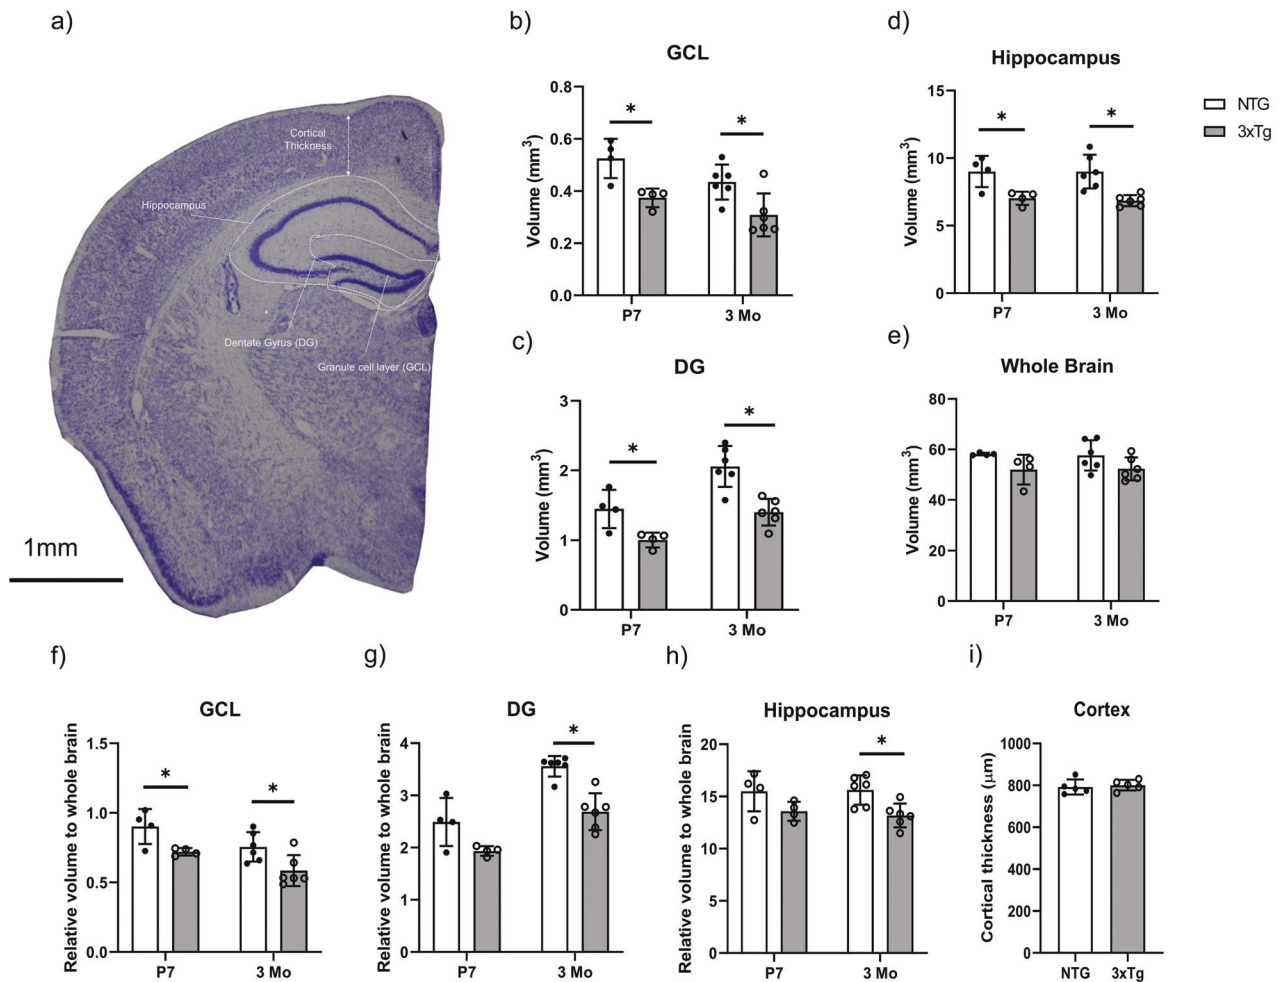 a)
Cortical
Thickness
Hippocampus
Dentate Gyrus (DG)
Granule cell layer (GCL)
1mm
b)
GCL
Volume (mm³)
0.8
0.6
0.4
0.2
0.0
*
*
P7
3 Mo
d)
Hippocampus
Volume (mm³)
15
10
5
0
*
*
P7
3 Mo
NTG
3xTg
c)
DG
Volume (mm³)
3
2
1
0
*
*
P7
3 Mo
e)
Whole Brain
Volume (mm³)
80
60
40
20
0
P7
3 Mo
f)
GCL
Relative volume to whole brain
1.5
1.0
0.5
0.0
*
*
P7
3 Mo
g)
DG
Relative volume to whole brain
4
3
2
1
0
*
P7
3 Mo
h)
Hippocampus
Relative volume to whole brain
20
15
10
5
0
*
P7
3 Mo
i)
Cortex
Cortical thickness (μm)
1000
800
600
400
200
0
NTG
3xTg